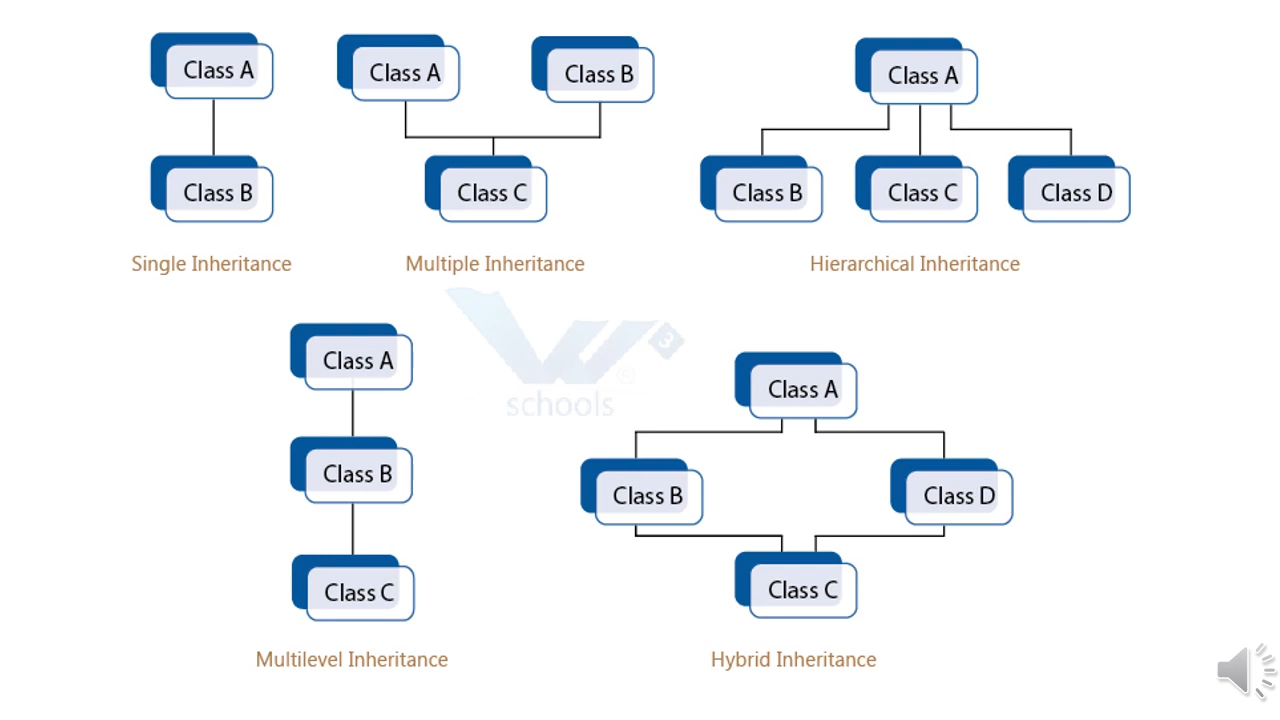 Class A
Class A
Class B
Class A
Class B
Class C
Class B
Class C
Class D
Single Inheritance
Multiple Inheritance
Hierarchical Inheritance
3
schools
Class A
Class B
Class C
Multilevel Inheritance
Class A
Class B
Class D
Class C
Hybrid Inheritance